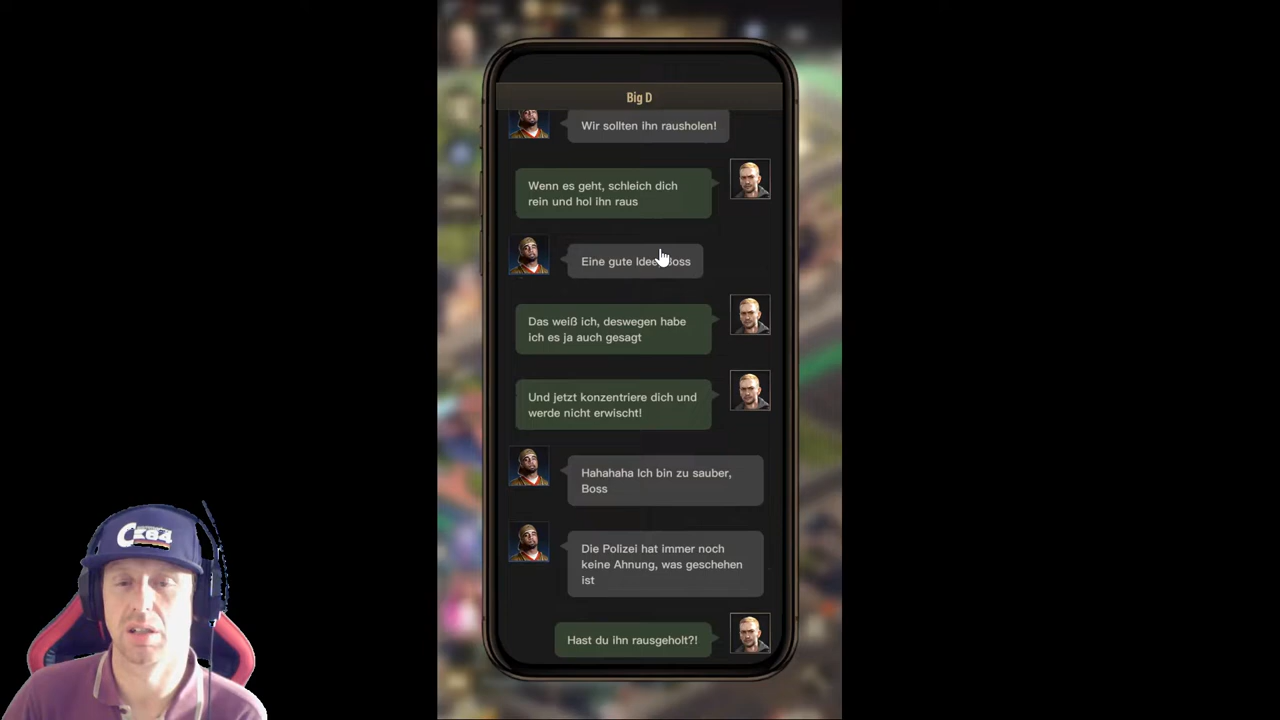 Big D
Wir sollten ihn rausholen!
Wenn es geht, schleich dich
rein und hol ihn raus
Eine gute Idee Boss
Das weiß ich, deswegen habe
ich es ja auch gesagt
Und jetzt konzentriere dich und
werde nicht erwischt!
Hahahaha Ich bin zu sauber,
Boss
Die Polizei hat immer noch
keine Ahnung, was geschehen
ist
Hast du ihn rausgeholt?!